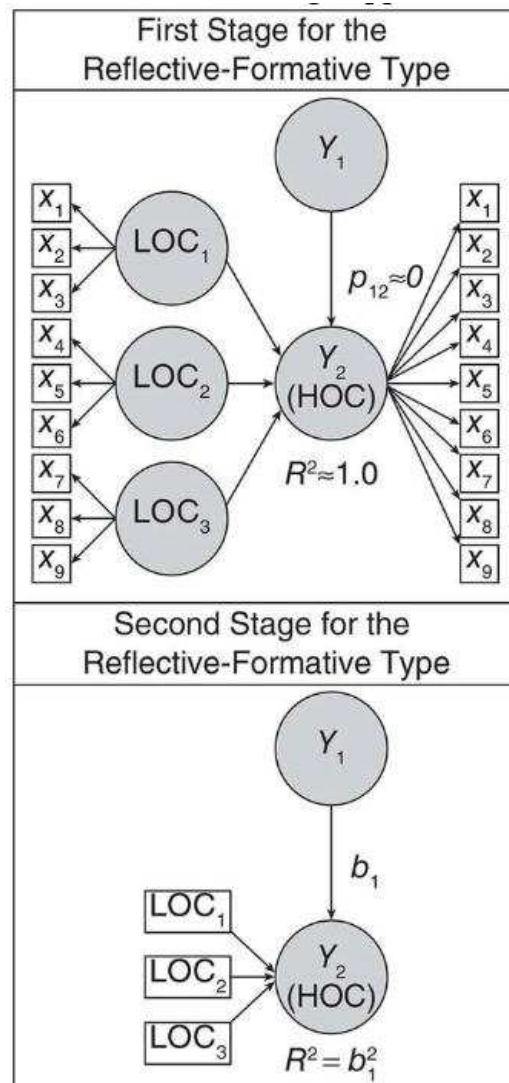 First Stage for the
Reflective-Formative Type
Y₁
x₁
x₂
x₃
x₄
x₅
x₆
x₇
x₈
x₉
LOC₁
LOC₂
LOC₃
p₁₂≈0
Y₂
(HOC)
R²≈1.0
x₁
x₂
x₃
x₄
x₅
x₆
x₇
x₈
x₉
Second Stage for the
Reflective-Formative Type
Y₁
b₁
LOC₁
LOC₂
LOC₃
Y₂
(HOC)
R² = b₁²